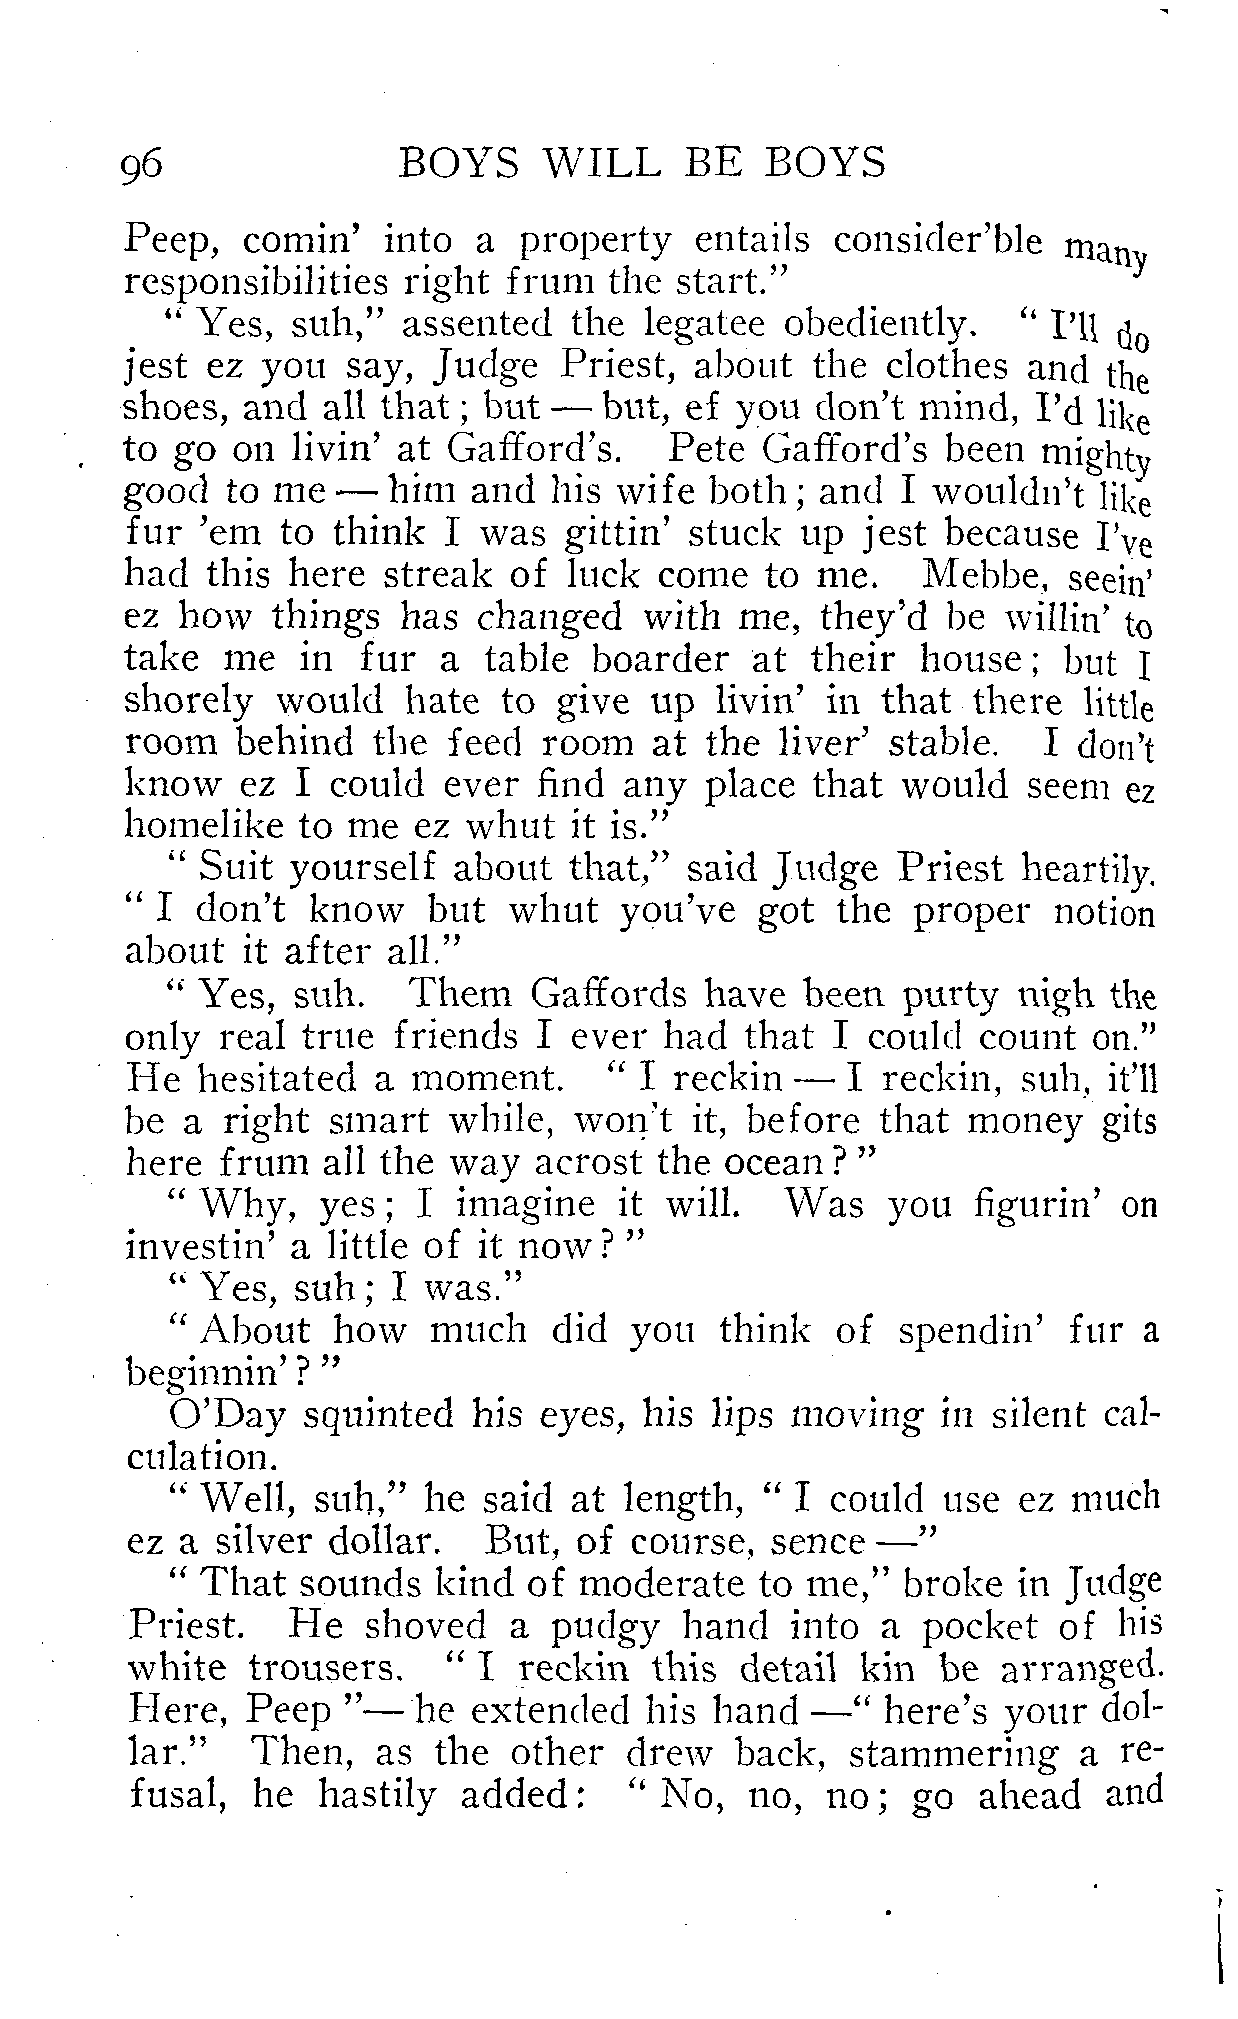 96 BOYS WILL BE BOYS
Peep, comin' into a property entails consider'ble many
responsibilities right frum the start."
" Yes, suh," assented the legatee obediently. " I'll do
jest ez you say, Judge Priest, about the clothes and the
shoes, and all that ; but — but, ef you don't mind, I'd like
to go on livin' at Gafford's. Pete Gafford's been mighty
good to me — him and his wife both ; and I wouldn't like
fur 'em to think I was gittin' stuck up jest because I've
had this here streak of luck come to me. Mebbe, seein'
ez how things has changed with me, they'd be willin' to
take me in fur a table boarder at their house ; but I
shorely would hate to give up livin' in that there little
room behind the feed room at the liver' stable. I don't
know ez I could ever find any place that would seem ez
homelike to me ez whut it is."
" Suit yourself about that," said Judge Priest heartily.
" I don't know but whut you've got the proper notion
about it after all."
" Yes, suh. Them Gaffords have been purty nigh the
only real true friends I ever had that I could count on."
He hesitated a moment. " I reckin — I reckin, suh, it'll
be a right smart while, won't it, before that money gits
here frum all the way acrost the ocean ? "
" Why, yes ; I imagine it will. Was you figurin' on
investin' a little of it now ? "
" Yes, suh ; I was."
" About how much did you think of spendin' fur a
beginnin' ? "
O'Day squinted his eyes, his lips moving in silent cal-
culation.
" Well, suh," he said at length, " I could use ez much
ez a silver dollar. But, of course, sence —"
" That sounds kind of moderate to me," broke in Judge
Priest. He shoved a pudgy hand into a pocket of his
white trousers. " I reckin this detail kin be arranged.
Here, Peep "— he extended his hand —" here's your dol-
lar." Then, as the other drew back, stammering a re-
fusal, he hastily added : " No, no, no ; go ahead and